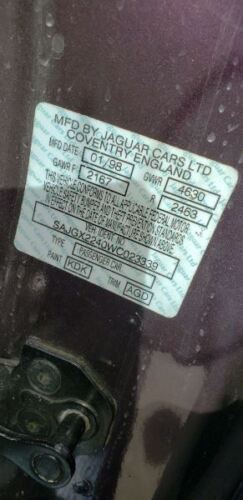 MFD BY JAGUAR CARS LTD
COVENTRY ENGLAND
MFD DATE 01/98 GVWR 4630
GAWR F 2167 R 2463
THIS VEHICLE CONFORMS TO ALL APPLICABLE FEDERAL MOTOR
VEHICLE SAFETY, BUMPER AND THEFT PREVENTION STANDARDS
IN EFFECT ON THE DATE OF MANUFACTURE SHOWN ABOVE.
VEH. IDENT NO
SAJGX2240WC023339
TYPE PASSENGER CAR
PAINT KDK TRIM AGD